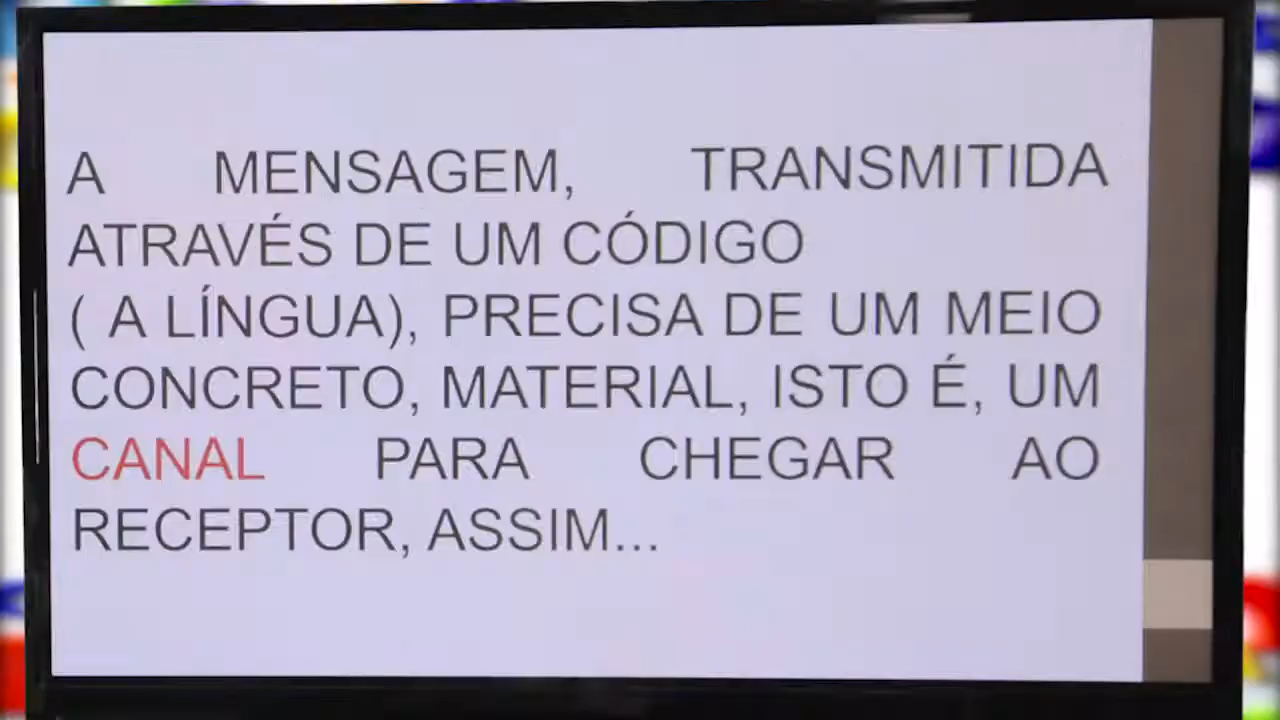 A MENSAGEM, TRANSMITIDA
ATRAVÉS DE UM CÓDIGO
( A LÍNGUA), PRECISA DE UM MEIO
CONCRETO, MATERIAL, ISTO É, UM
CANAL PARA CHEGAR AO
RECEPTOR, ASSIM...